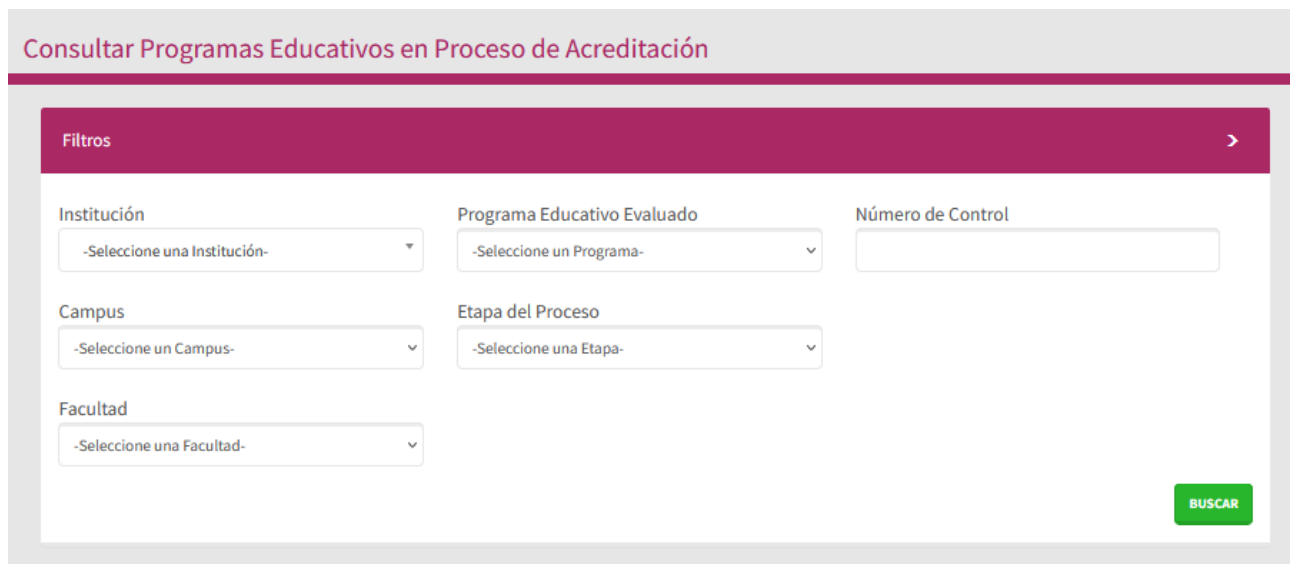 Consultar Programas Educativos en Proceso de Acreditación
Filtros
Institución
-Seleccione una Institución-
Programa Educativo Evaluado
-Seleccione un Programa-
Número de Control
Campus
-Seleccione un Campus-
Etapa del Proceso
-Seleccione una Etapa-
Facultad
-Seleccione una Facultad-
BUSCAR